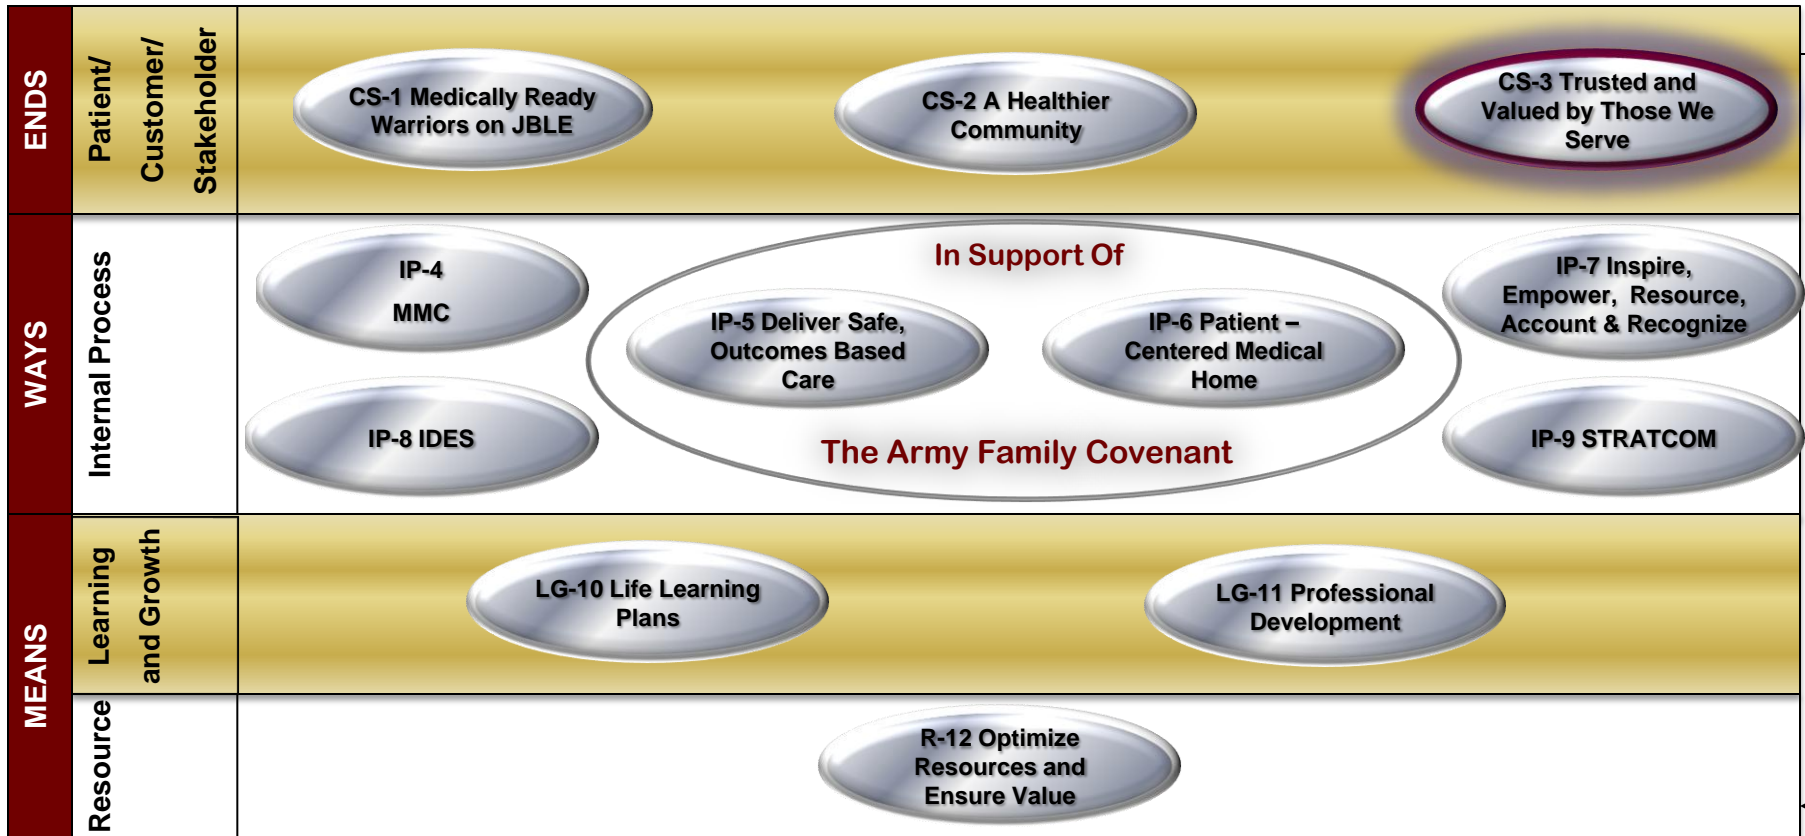 ENDS
Patient/
Customer/
Stakeholder
CS-1 Medically Ready
Warriors on JBLE
CS-2 A Healthier
Community
CS-3 Trusted and
Valued by Those We
Serve
WAYS
Internal Process
IP-4
MMC
IP-8 IDES
In Support Of
IP-5 Deliver Safe,
Outcomes Based
Care
IP-6 Patient –
Centered Medical
Home
The Army Family Covenant
IP-7 Inspire,
Empower, Resource,
Account & Recognize
IP-9 STRATCOM
MEANS
Learning
and Growth
LG-10 Life Learning
Plans
LG-11 Professional
Development
Resource
R-12 Optimize
Resources and
Ensure Value